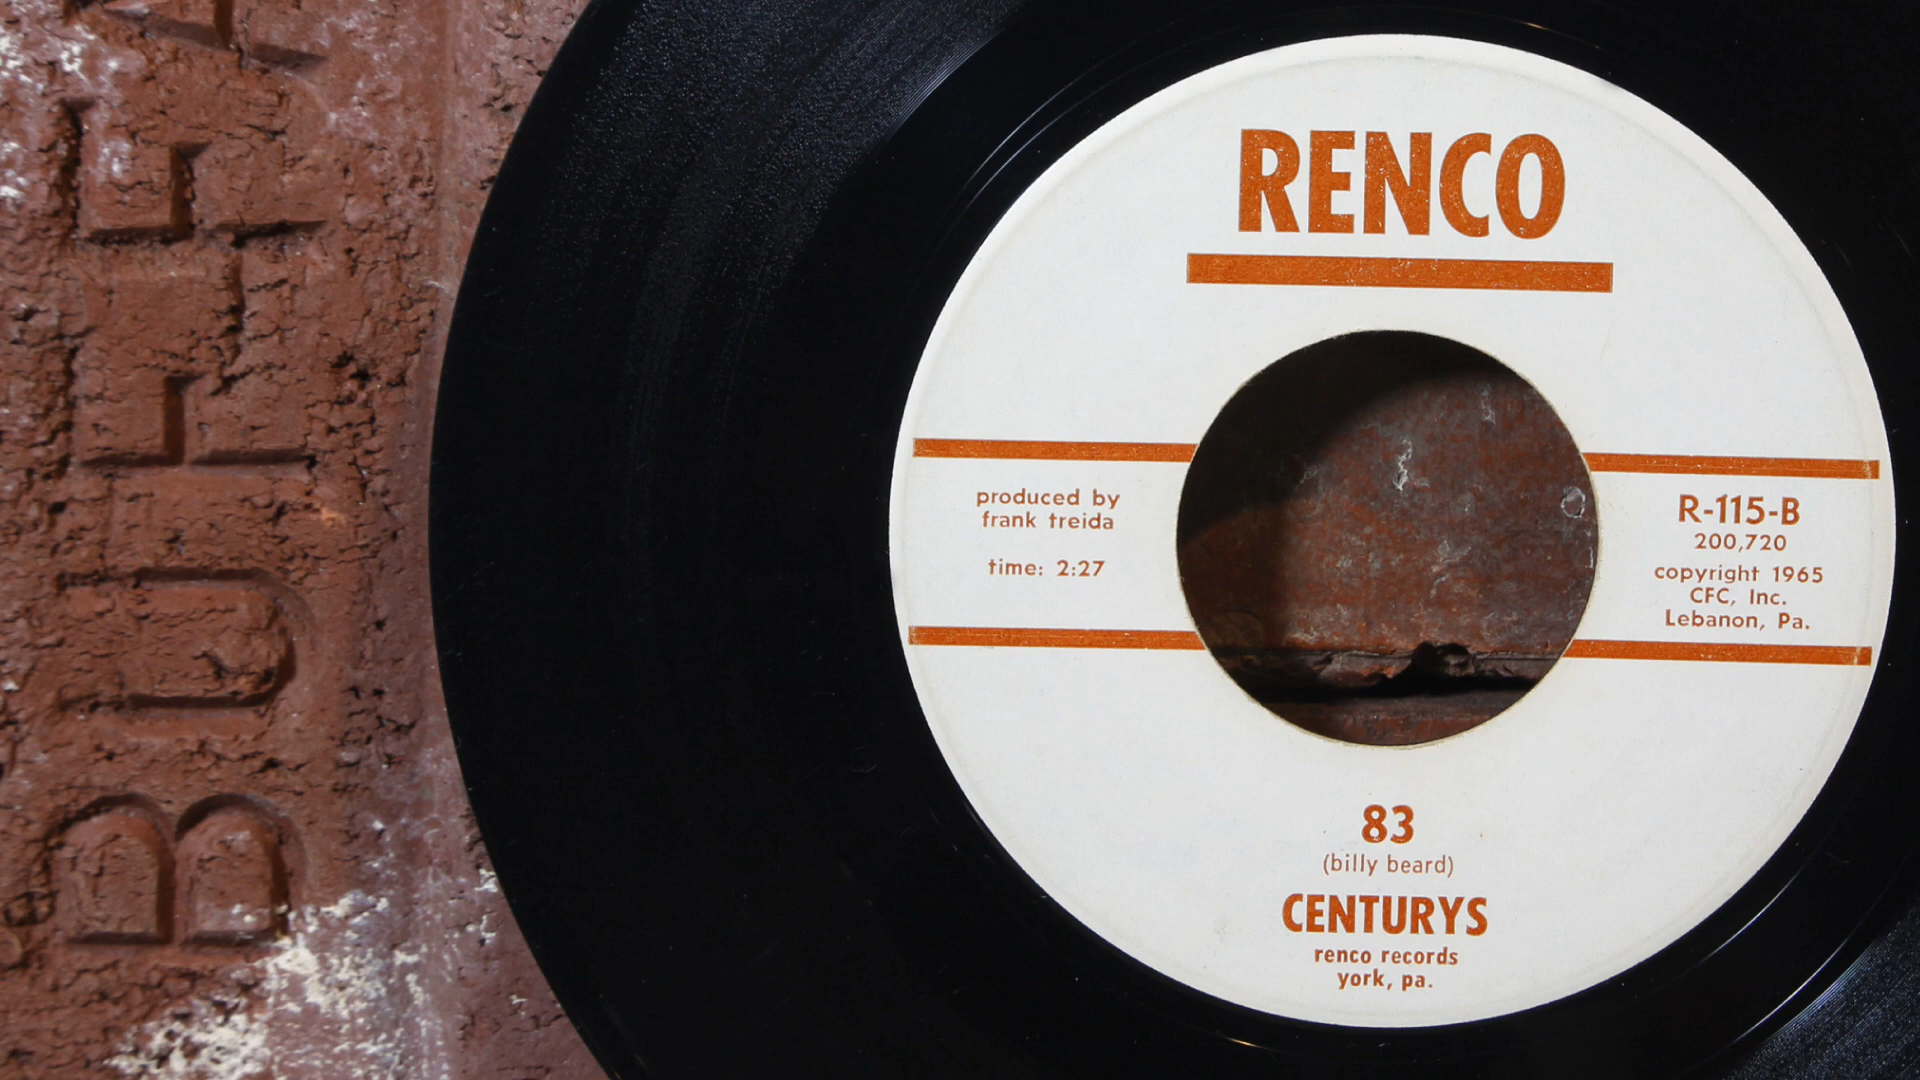 RENCO
produced by
frank treida
time: 2:27
R-115-B
200,720
copyright 1965
CFC, Inc.
Lebanon, Pa.
83
(billy beard)
CENTURYS
renco records
york, pa.